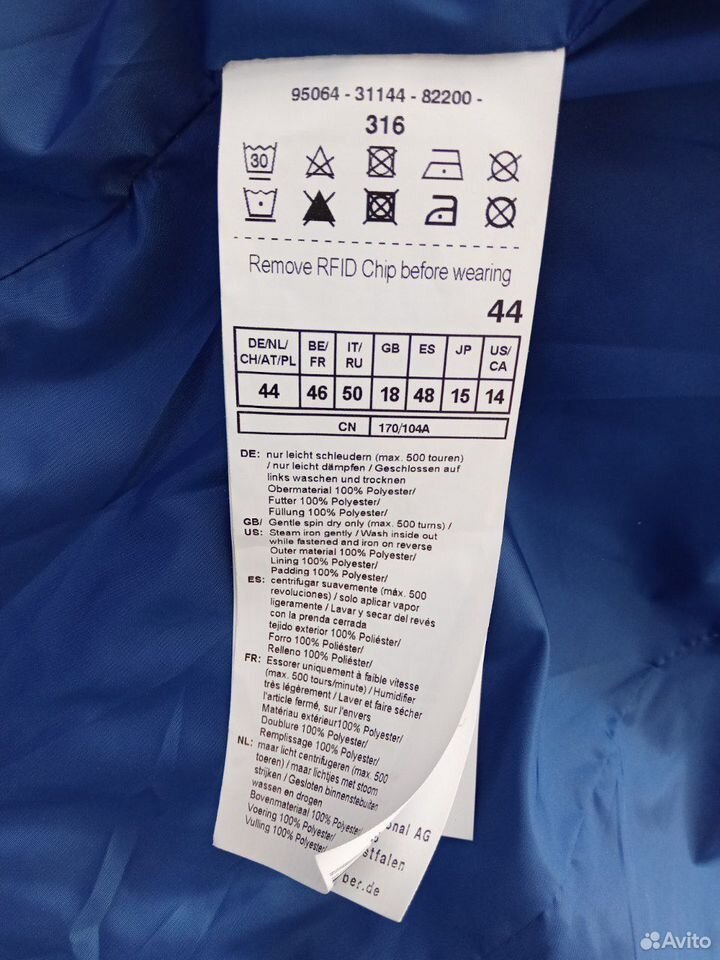 95064 - 31144 - 82200 -
316
30
Remove RFID Chip before wearing
44
DE/NL/ CH/AT/PL BE/ FR IT/ RU GB ES JP US/ CA
44 46 50 18 48 15 14
CN 170/104A
DE: nur leicht schleudern (max. 500 touren)
/ nur leicht dämpfen / Geschlossen auf
links waschen und trocknen
Obermaterial 100% Polyester/
Futter 100% Polyester/
Füllung 100% Polyester/
GB/ Gentle spin dry only (max. 500 turns) /
US: Steam iron gently / Wash inside out
while fastened and iron on reverse
Outer material 100% Polyester/
Lining 100% Polyester/
Padding 100% Polyester/
ES: centrifugar suavemente (máx. 500
revoluciones) / solo aplicar vapor
ligeramente / Lavar y secar del revés
con la prenda cerrada
tejido exterior 100% Poliéster/
Forro 100% Poliéster/
Relleno 100% Poliéster/
FR: Essorer uniquement à faible vitesse
(max. 500 tours/minute) / Humidifier
très légèrement / Laver et faire sécher
l'article fermé, sur l'envers
Matériau extérieur100% Polyester/
Doublure 100% Polyester/
Remplissage 100% Polyester/
NL: maar licht centrifugeren (max. 500
toeren) / maar lichtjes met stoom
strijken / Gesloten binnenstebuiten
wassen en drogen
Bovenmateriaal 100% Polyester/
Voering 100% Polyester/
Vulling 100% Polyester/
onal AG
stfalen
ber.de
Avito